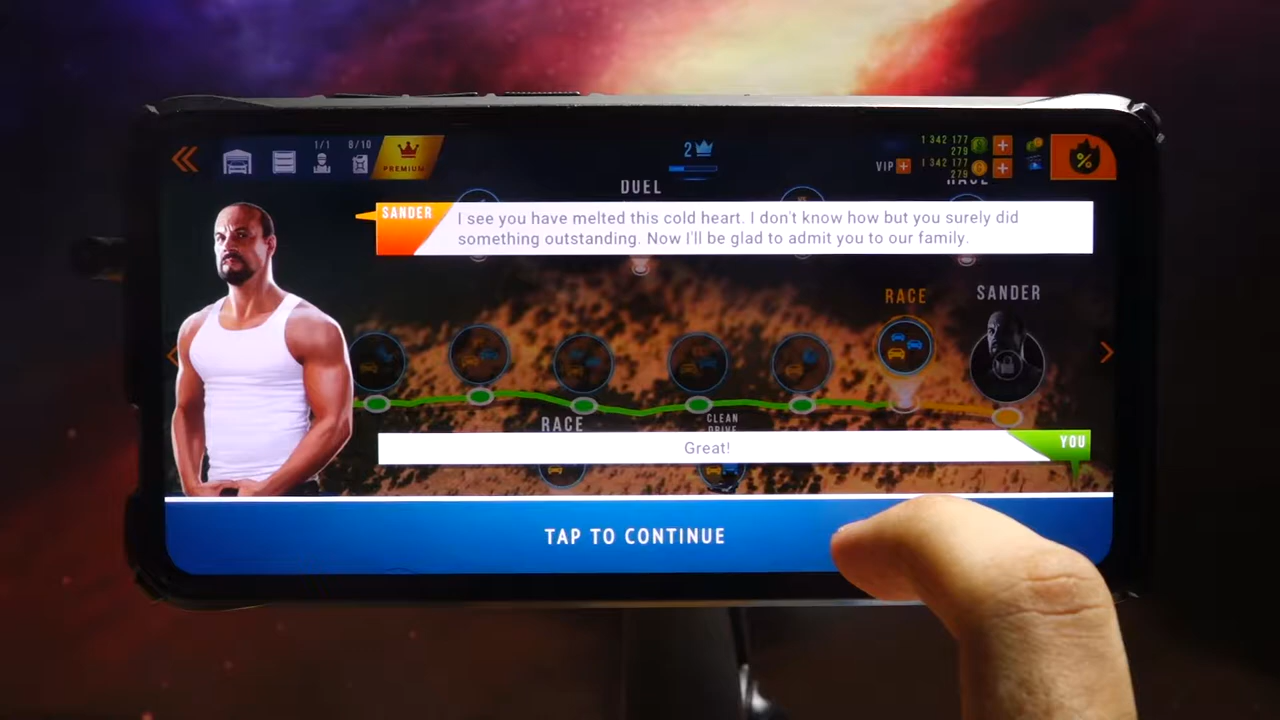 1/1
8/10
PREMIUM
2
VIP
1 342 177
279
1 342 177
279
DUEL
RACE
SANDER
I see you have melted this cold heart. I don't know how but you surely did
something outstanding. Now I'll be glad to admit you to our family.
RACE
SANDER
RACE
CLEAN
DRIVE
Great!
YOU
TAP TO CONTINUE